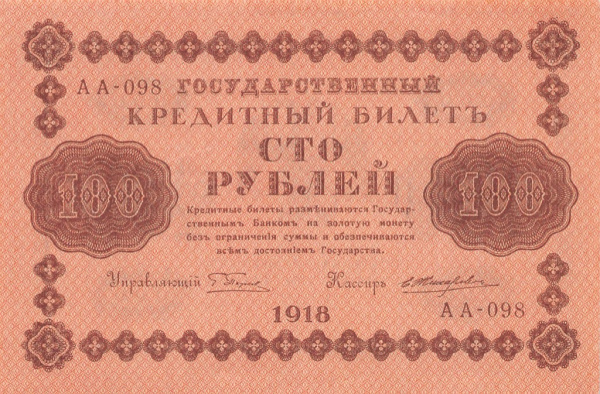 АА-098 ГОСУДАРСТВЕННЫЙ
КРЕДИТНЫЙ БИЛЕТЪ
СТО
РУБЛЕЙ
100 100
Кредитные билеты размѣниваются Государ-
ственнымъ Банкомъ на золотую монету
безъ ограниченія суммы и обезпечиваются
всѣмъ достояніемъ Государства.
Управляющій Кассиръ
1918
АА-098